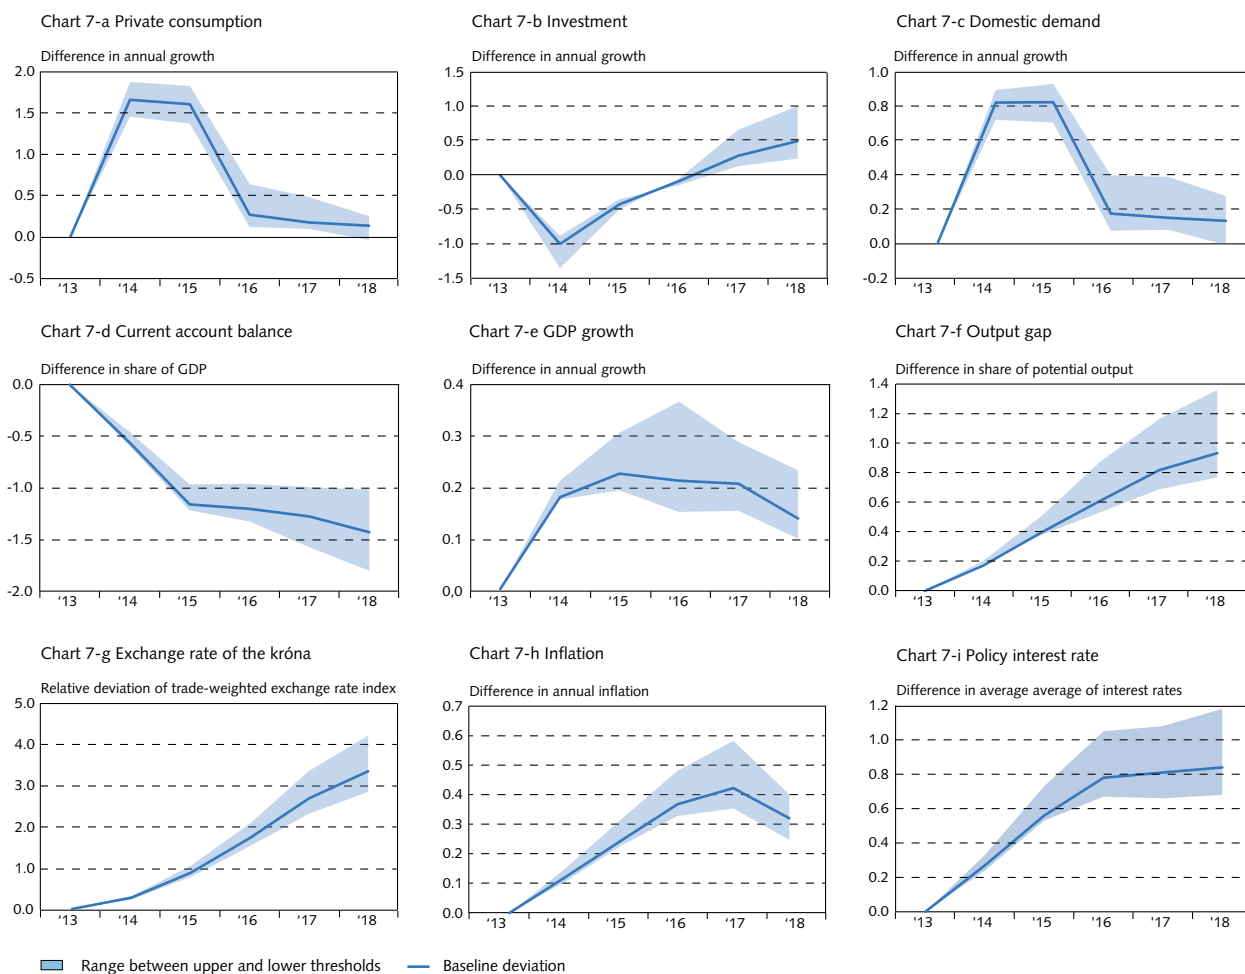 Chart 7-a Private consumption
Difference in annual growth
2.0
1.5
1.0
0.5
0.0
-0.5
'13 '14 '15 '16 '17 '18
Chart 7-b Investment
Difference in annual growth
1.5
1.0
0.5
0.0
-0.5
-1.0
-1.5
'13 '14 '15 '16 '17 '18
Chart 7-c Domestic demand
Difference in annual growth
1.0
0.8
0.6
0.4
0.2
0.0
-0.2
'13 '14 '15 '16 '17 '18
Chart 7-d Current account balance
Difference in share of GDP
0.0
-0.5
-1.0
-1.5
-2.0
'13 '14 '15 '16 '17 '18
Chart 7-e GDP growth
Difference in annual growth
0.4
0.3
0.2
0.1
0,0
'13 '14 '15 '16 '17 '18
Chart 7-f Output gap
Difference in share of potential output
1.4
1.2
1.0
0.8
0.6
0.4
0.2
0.0
'13 '14 '15 '16 '17 '18
Chart 7-g Exchange rate of the króna
Relative deviation of trade-weighted exchange rate index
5.0
4.0
3.0
2.0
1.0
0.0
'13 '14 '15 '16 '17 '18
Chart 7-h Inflation
Difference in annual inflation
0.7
0.6
0.5
0.4
0.3
0.2
0.1
0.0
'13 '14 '15 '16 '17 '18
Chart 7-i Policy interest rate
Difference in average average of interest rates
1.2
1.0
0.8
0.6
0.4
0.2
0.0
'13 '14 '15 '16 '17 '18
Range between upper and lower thresholds
Baseline deviation